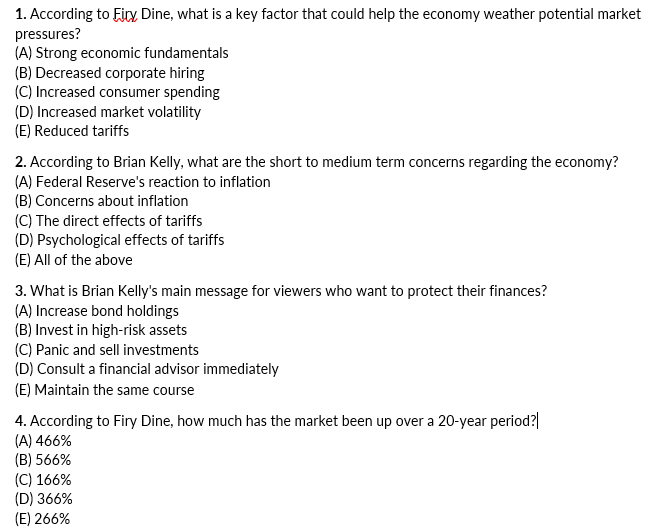 1. According to Firy Dine, what is a key factor that could help the economy weather potential market
pressures?
(A) Strong economic fundamentals
(B) Decreased corporate hiring
(C) Increased consumer spending
(D) Increased market volatility
(E) Reduced tariffs
2. According to Brian Kelly, what are the short to medium term concerns regarding the economy?
(A) Federal Reserve's reaction to inflation
(B) Concerns about inflation
(C) The direct effects of tariffs
(D) Psychological effects of tariffs
(E) All of the above
3. What is Brian Kelly's main message for viewers who want to protect their finances?
(A) Increase bond holdings
(B) Invest in high-risk assets
(C) Panic and sell investments
(D) Consult a financial advisor immediately
(E) Maintain the same course
4. According to Firy Dine, how much has the market been up over a 20-year period?
(A) 466%
(B) 566%
(C) 166%
(D) 366%
(E) 266%